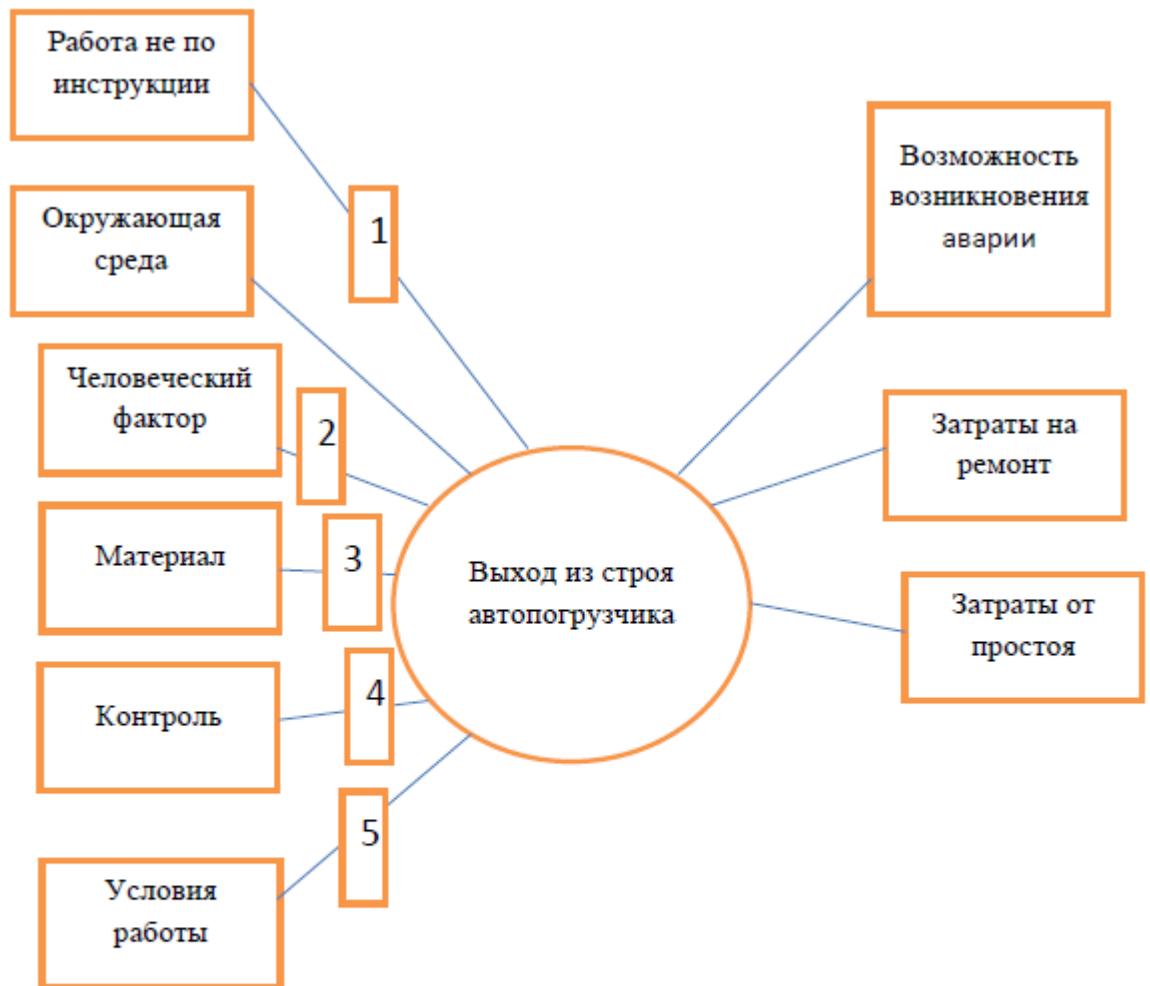 Работа не по
инструкции
1
Окружающая
среда
Человеческий
фактор
2
Материал
3
Контроль
4
Условия
работы
5
Выход из строя
автопогрузчика
Возможность
возникновения
аварии
Затраты на
ремонт
Затраты от
простоя